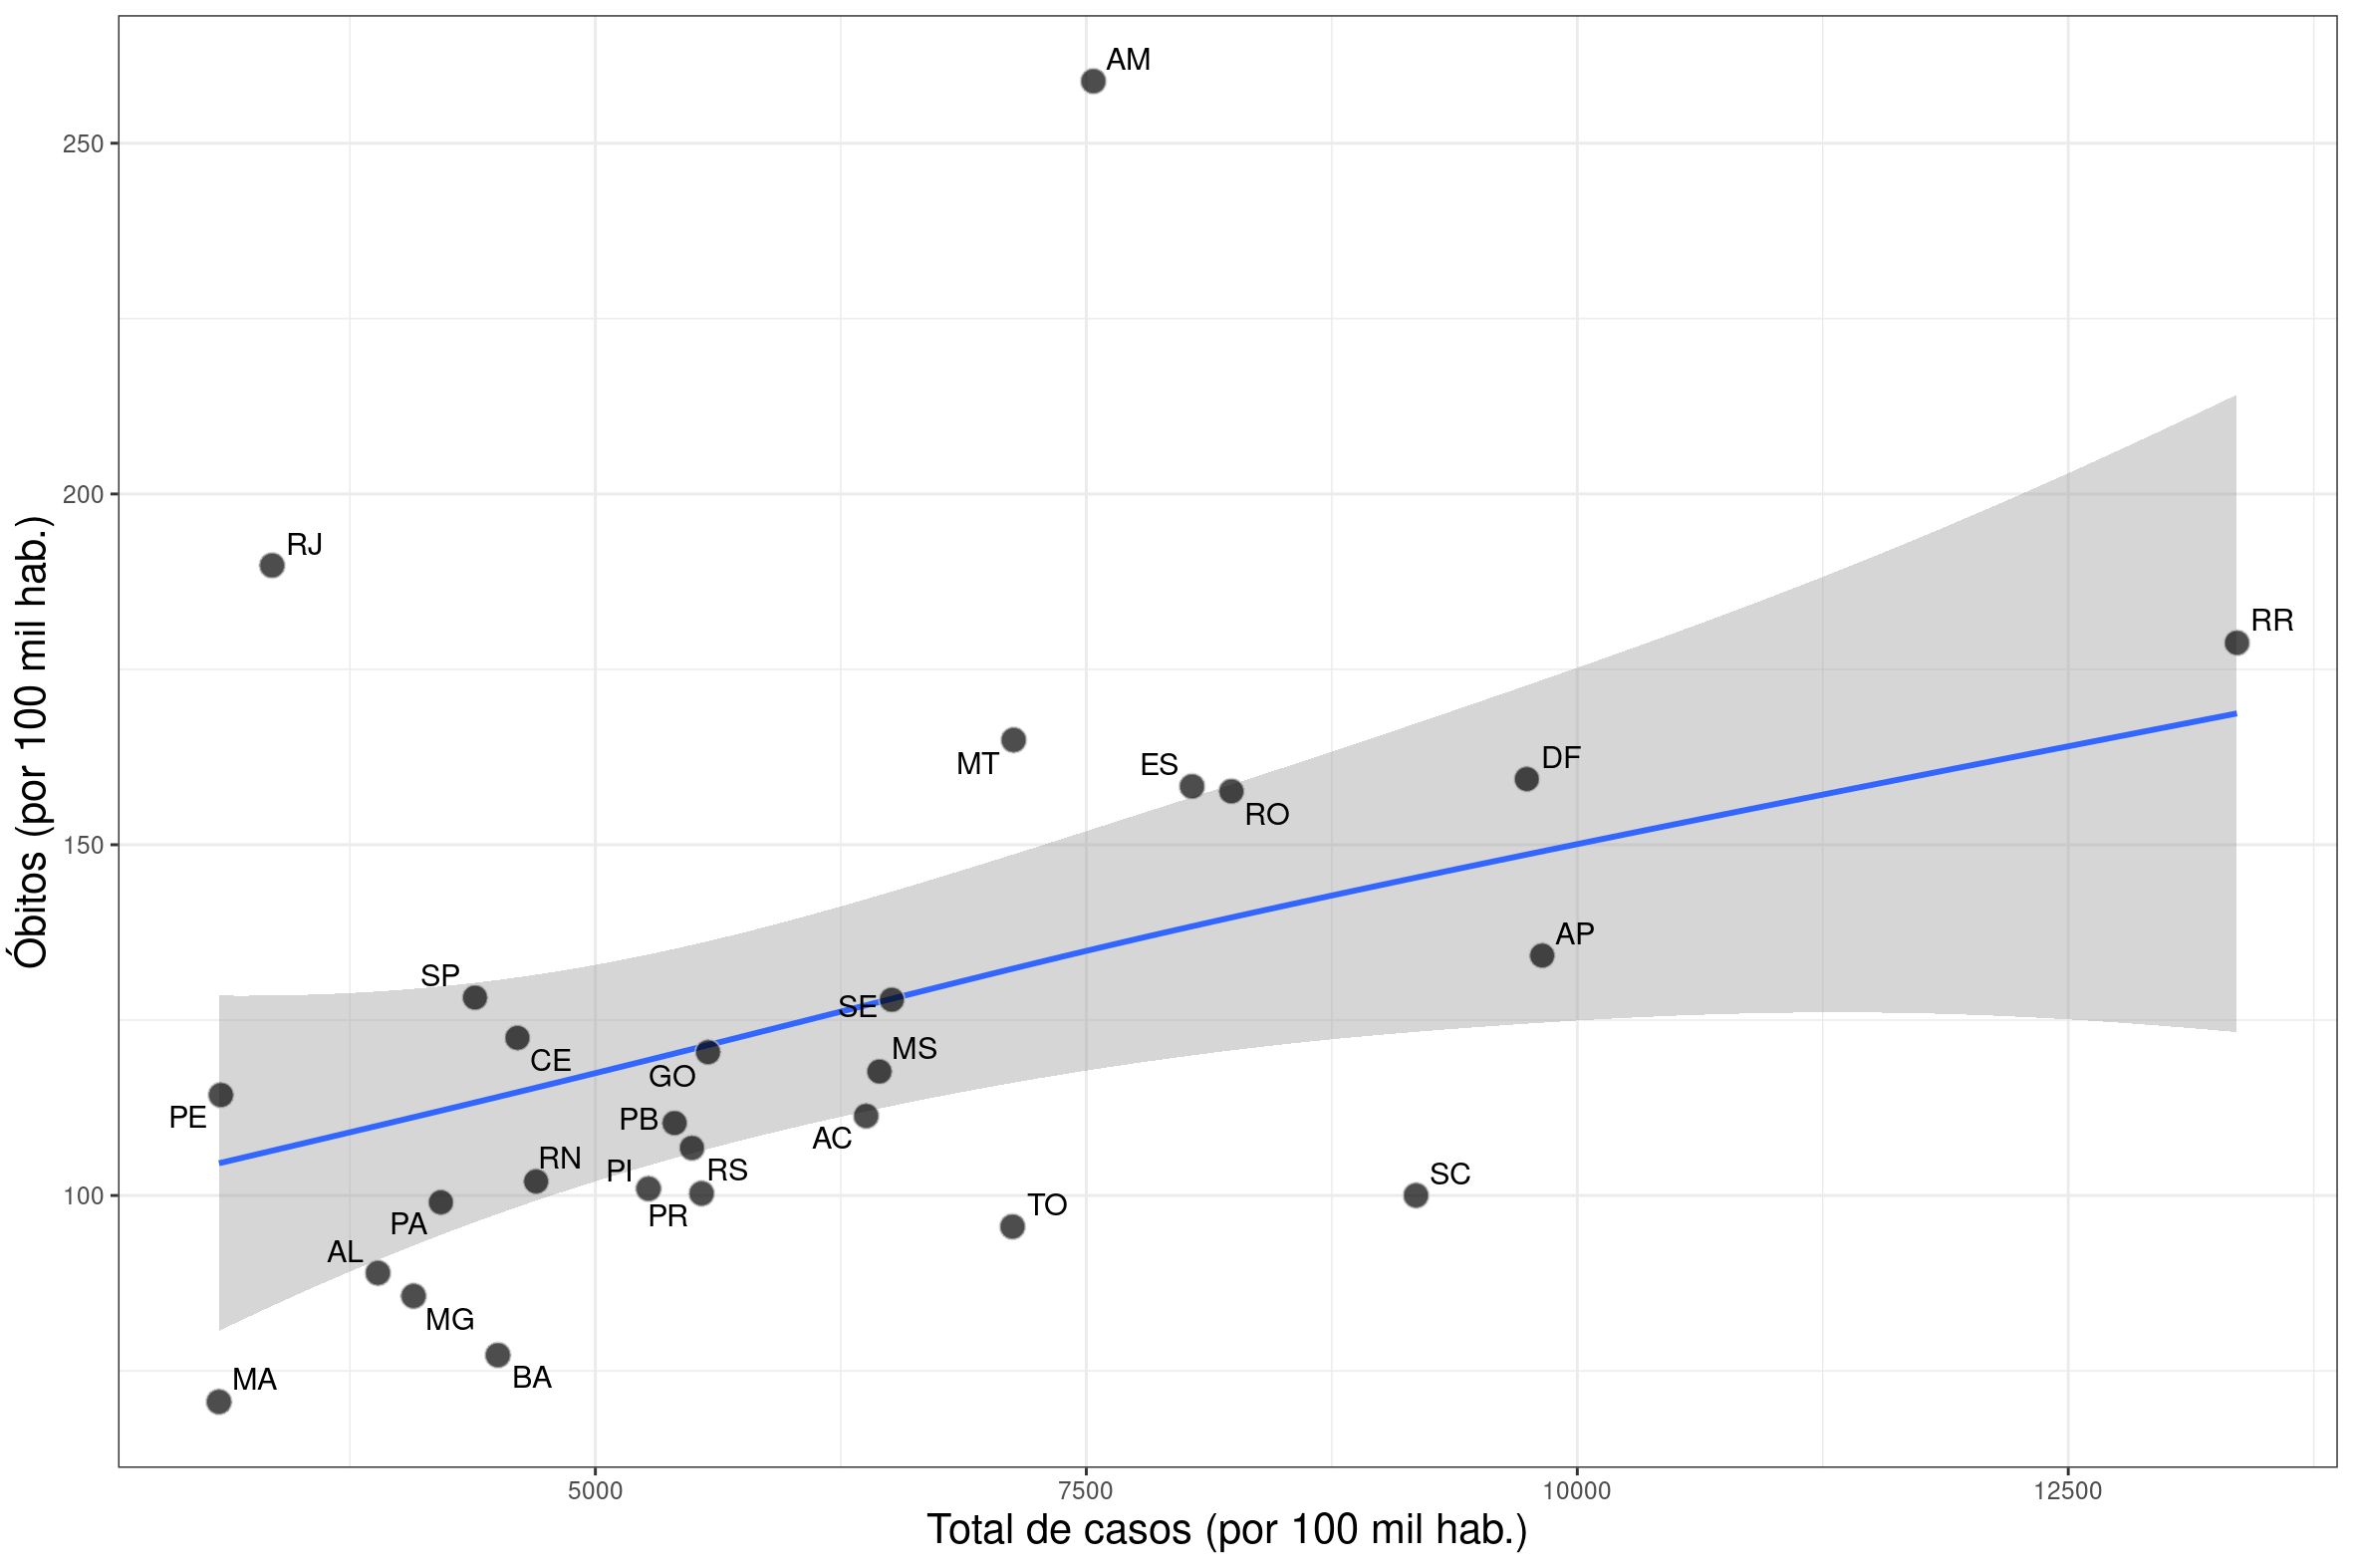 AM
250
200
RJ
RR
MT
ES
DF
RO
150
AP
SP
SE
CE
MS
GO
PE
PB
AC
RN
PI
RS
SC
100
PR
TO
PA
AL
MG
MA
BA
Óbitos (por 100 mil hab.)
5000 7500 10000 12500
Total de casos (por 100 mil hab.)